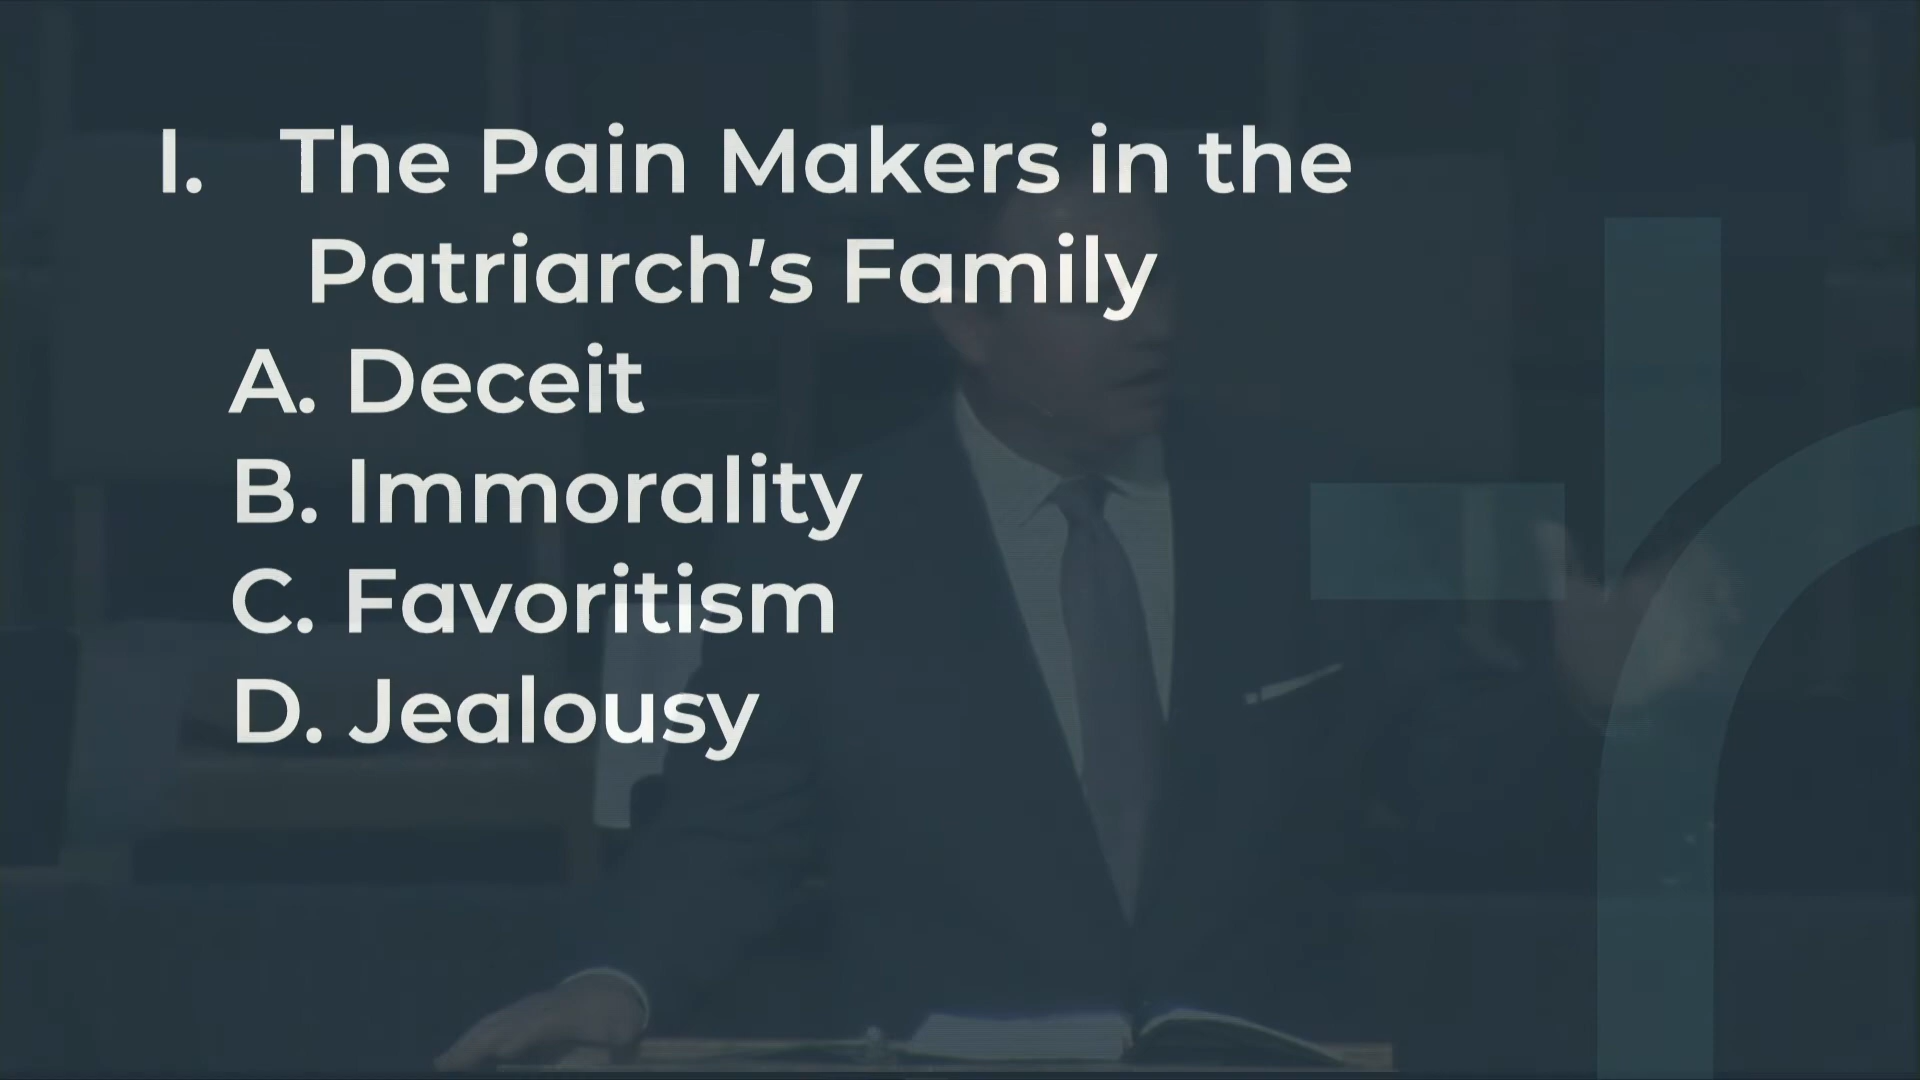 I. The Pain Makers in the
Patriarch's Family
A. Deceit
B. Immorality
C. Favoritism
D. Jealousy